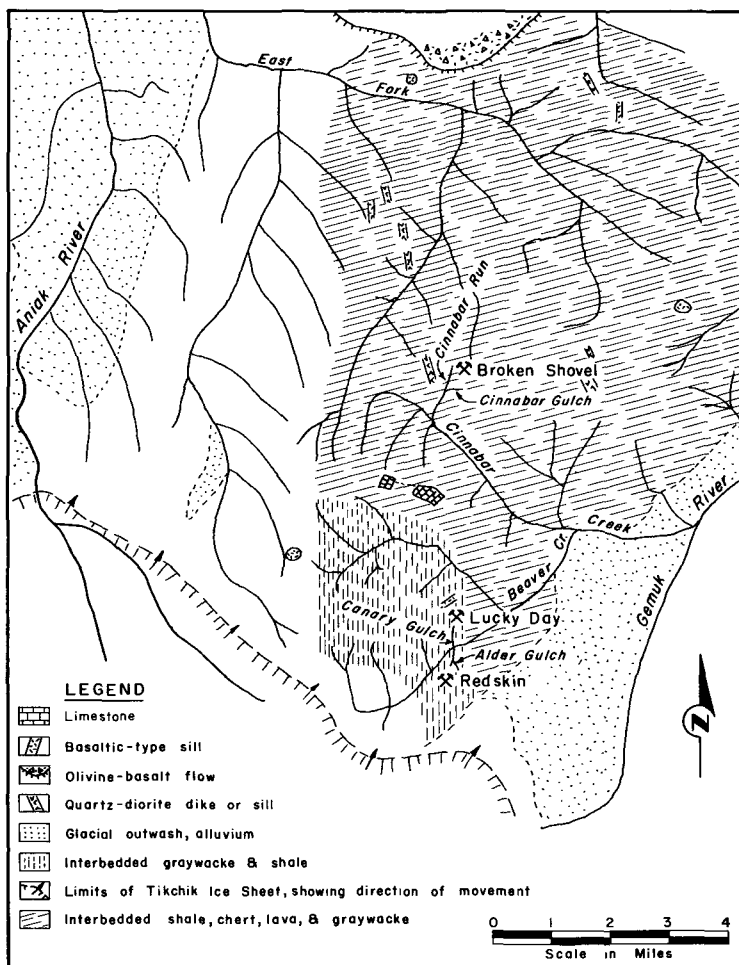 East
Fork
Aniak River
Cinnabar Run
Broken Shovel
Cinnabar Gulch
Cinnabar
Creek
River
Gemuk
Beaver Cr.
Canary Gulch
Lucky Day
Alder Gulch
Redskin
N
LEGEND
Limestone
Basaltic-type sill
Olivine-basalt flow
Quartz-diorite dike or sill
Glacial outwash, alluvium
Interbedded graywacke & shale
Limits of Tikchik Ice Sheet, showing direction of movement
Interbedded shale, chert, lava, & graywacke
0 1 2 3 4
Scale in Miles